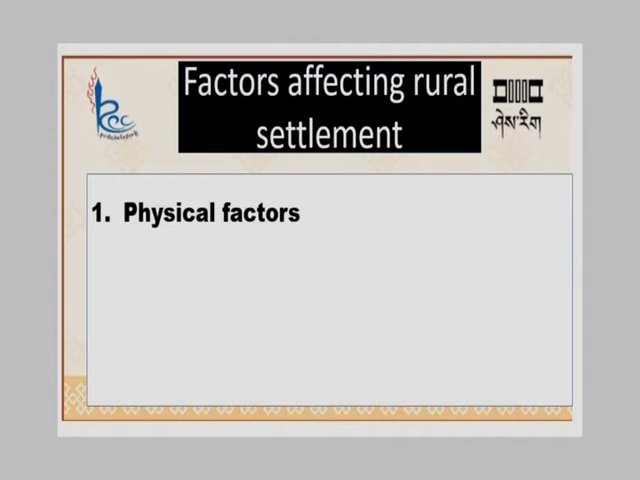 Factors affecting rural
settlement
ཤེས་རིག
1. Physical factors